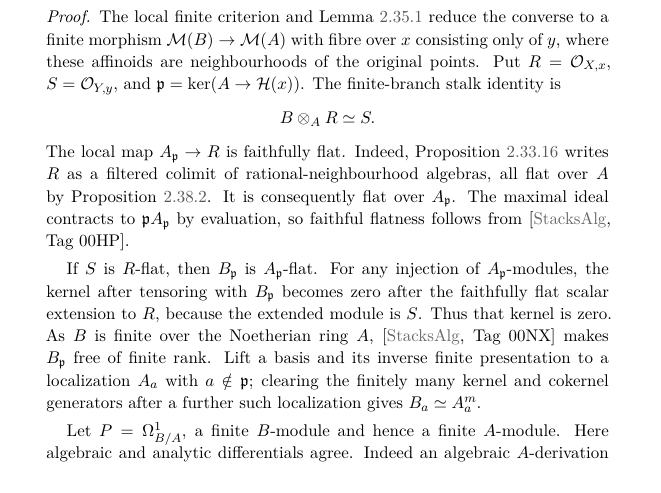 Proof. The local finite criterion and Lemma 2.35.1 reduce the converse to a
finite morphism ℳ(B) → ℳ(A) with fibre over x consisting only of y, where
these affinoids are neighbourhoods of the original points. Put R = 𝒪_{X,x},
S = 𝒪_{Y,y}, and 𝔭 = ker(A → ℋ(x)). The finite-branch stalk identity is
B ⊗_A R ≃ S.
The local map A_𝔭 → R is faithfully flat. Indeed, Proposition 2.33.16 writes
R as a filtered colimit of rational-neighbourhood algebras, all flat over A
by Proposition 2.38.2. It is consequently flat over A_𝔭. The maximal ideal
contracts to 𝔭A_𝔭 by evaluation, so faithful flatness follows from [StacksAlg,
Tag 00HP].
If S is R-flat, then B_𝔭 is A_𝔭-flat. For any injection of A_𝔭-modules, the
kernel after tensoring with B_𝔭 becomes zero after the faithfully flat scalar
extension to R, because the extended module is S. Thus that kernel is zero.
As B is finite over the Noetherian ring A, [StacksAlg, Tag 00NX] makes
B_𝔭 free of finite rank. Lift a basis and its inverse finite presentation to a
localization A_a with a ∉ 𝔭; clearing the finitely many kernel and cokernel
generators after a further such localization gives B_a ≃ A_a^m.
Let P = Ω^1_{B/A}, a finite B-module and hence a finite A-module. Here
algebraic and analytic differentials agree. Indeed an algebraic A-derivation